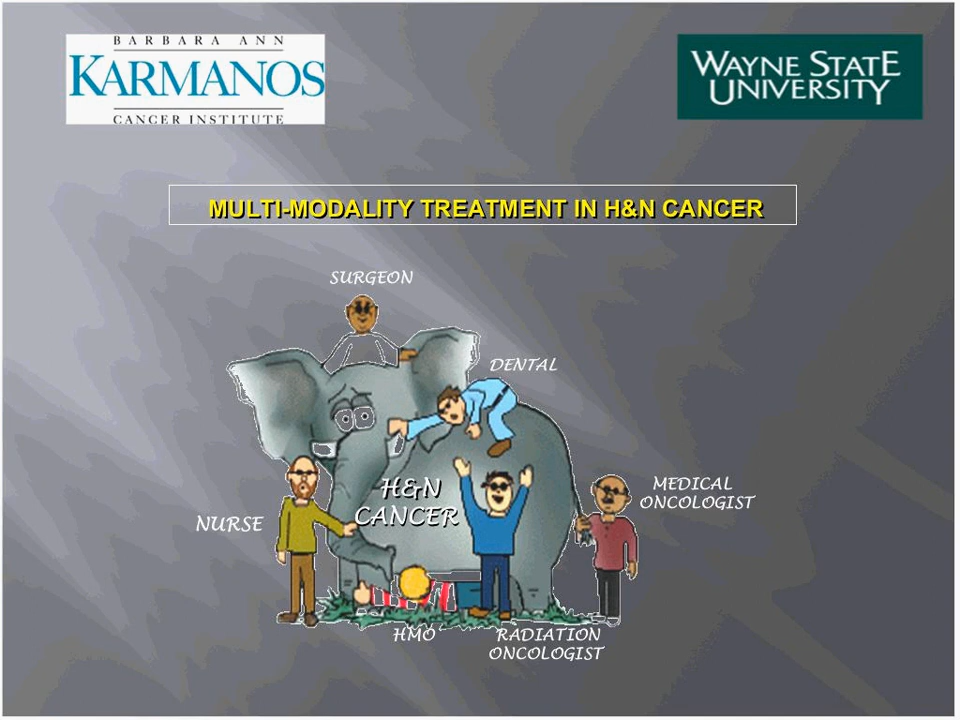 BARBARA ANN
KARMANOS
CANCER INSTITUTE
WAYNE STATE
UNIVERSITY
MULTI-MODALITY TREATMENT IN H&N CANCER
SURGEON
DENTAL
H&N
CANCER
NURSE
MEDICAL
ONCOLOGIST
HMO
RADIATION
ONCOLOGIST